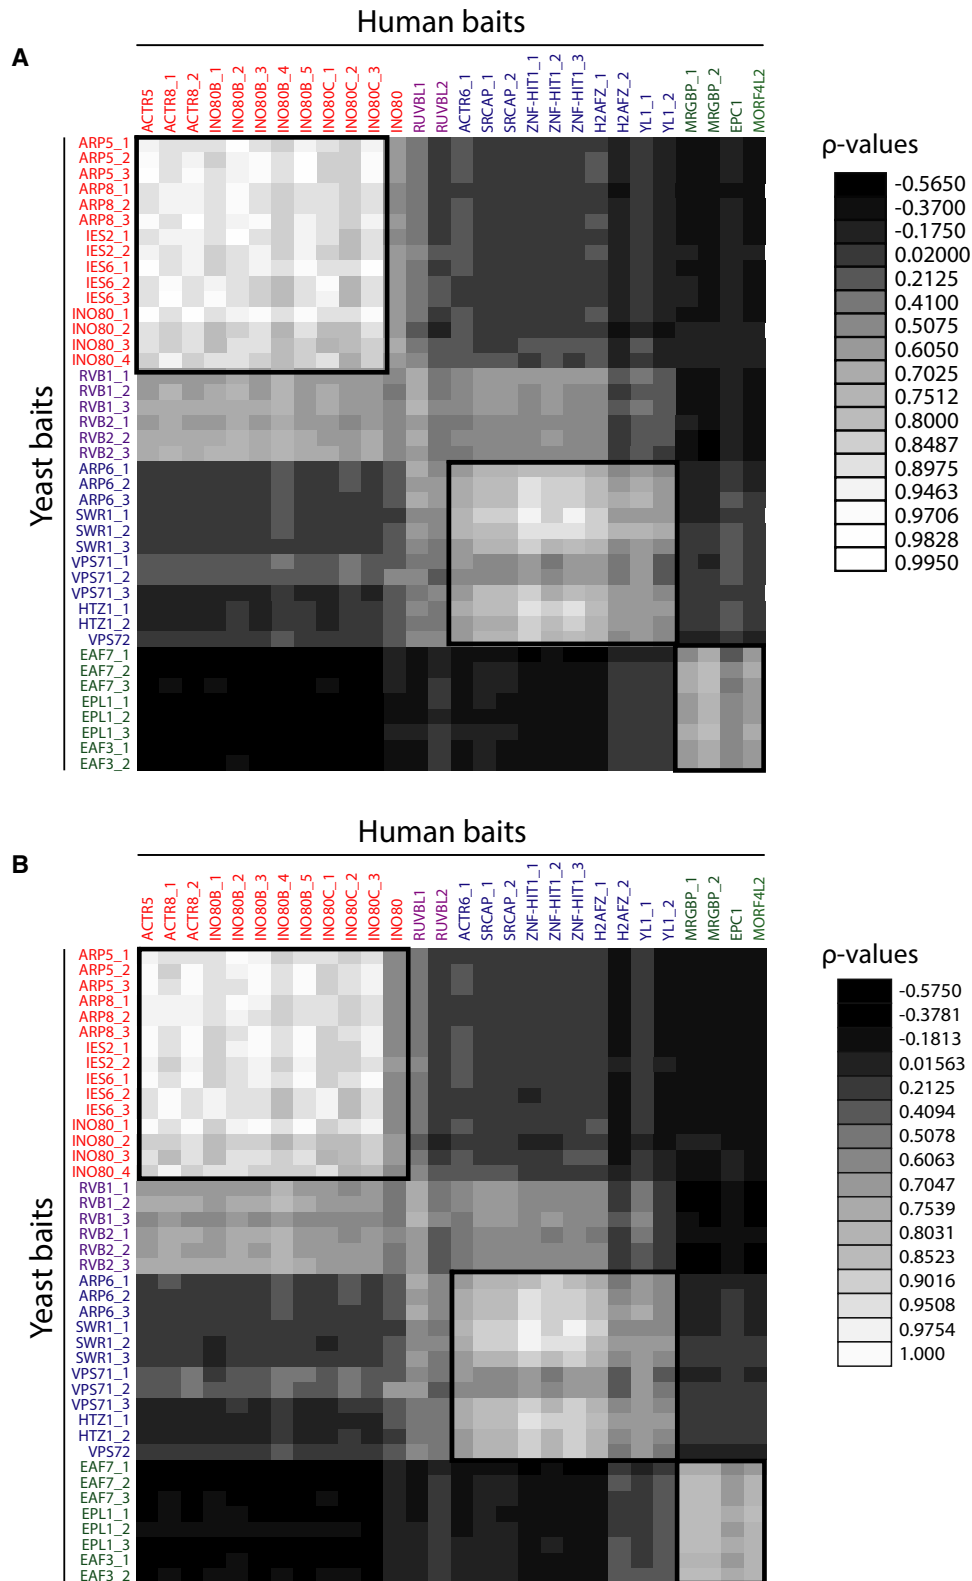 Human baits
A
ACTR5
ACTR8_1
ACTR8_2
INO80B_1
INO80B_2
INO80B_3
INO80B_4
INO80B_5
INO80C_1
INO80C_2
INO80C_3
INO80
RUVBL1
RUVBL2
ACTR6_1
SRCAP_1
SRCAP_2
ZNF-HIT1_1
ZNF-HIT1_2
ZNF-HIT1_3
H2AFZ_1
H2AFZ_2
YL1_1
YL1_2
MRGBP_1
MRGBP_2
EPC1
MORF4L2
Yeast baits
ARP5_1
ARP5_2
ARP5_3
ARP8_1
ARP8_2
ARP8_3
IES2_1
IES2_2
IES6_1
IES6_2
IES6_3
INO80_1
INO80_2
INO80_3
INO80_4
RVB1_1
RVB1_2
RVB1_3
RVB2_1
RVB2_2
RVB2_3
ARP6_1
ARP6_2
ARP6_3
SWR1_1
SWR1_2
SWR1_3
VPS71_1
VPS71_2
VPS71_3
HTZ1_1
HTZ1_2
VPS72
EAF7_1
EAF7_2
EAF7_3
EPL1_1
EPL1_2
EPL1_3
EAF3_1
EAF3_2
ρ-values
-0.5650
-0.3700
-0.1750
0.02000
0.2125
0.4100
0.5075
0.6050
0.7025
0.7512
0.8000
0.8487
0.8975
0.9463
0.9706
0.9828
0.9950
Human baits
B
ACTR5
ACTR8_1
ACTR8_2
INO80B_1
INO80B_2
INO80B_3
INO80B_4
INO80B_5
INO80C_1
INO80C_2
INO80C_3
INO80
RUVBL1
RUVBL2
ACTR6_1
SRCAP_1
SRCAP_2
ZNF-HIT1_1
ZNF-HIT1_2
ZNF-HIT1_3
H2AFZ_1
H2AFZ_2
YL1_1
YL1_2
MRGBP_1
MRGBP_2
EPC1
MORF4L2
Yeast baits
ARP5_1
ARP5_2
ARP5_3
ARP8_1
ARP8_2
ARP8_3
IES2_1
IES2_2
IES6_1
IES6_2
IES6_3
INO80_1
INO80_2
INO80_3
INO80_4
RVB1_1
RVB1_2
RVB1_3
RVB2_1
RVB2_2
RVB2_3
ARP6_1
ARP6_2
ARP6_3
SWR1_1
SWR1_2
SWR1_3
VPS71_1
VPS71_2
VPS71_3
HTZ1_1
HTZ1_2
VPS72
EAF7_1
EAF7_2
EAF7_3
EPL1_1
EPL1_2
EPL1_3
EAF3_1
EAF3_2
ρ-values
-0.5750
-0.3781
-0.1813
0.01563
0.2125
0.4094
0.5078
0.6063
0.7047
0.7539
0.8031
0.8523
0.9016
0.9508
0.9754
1.000